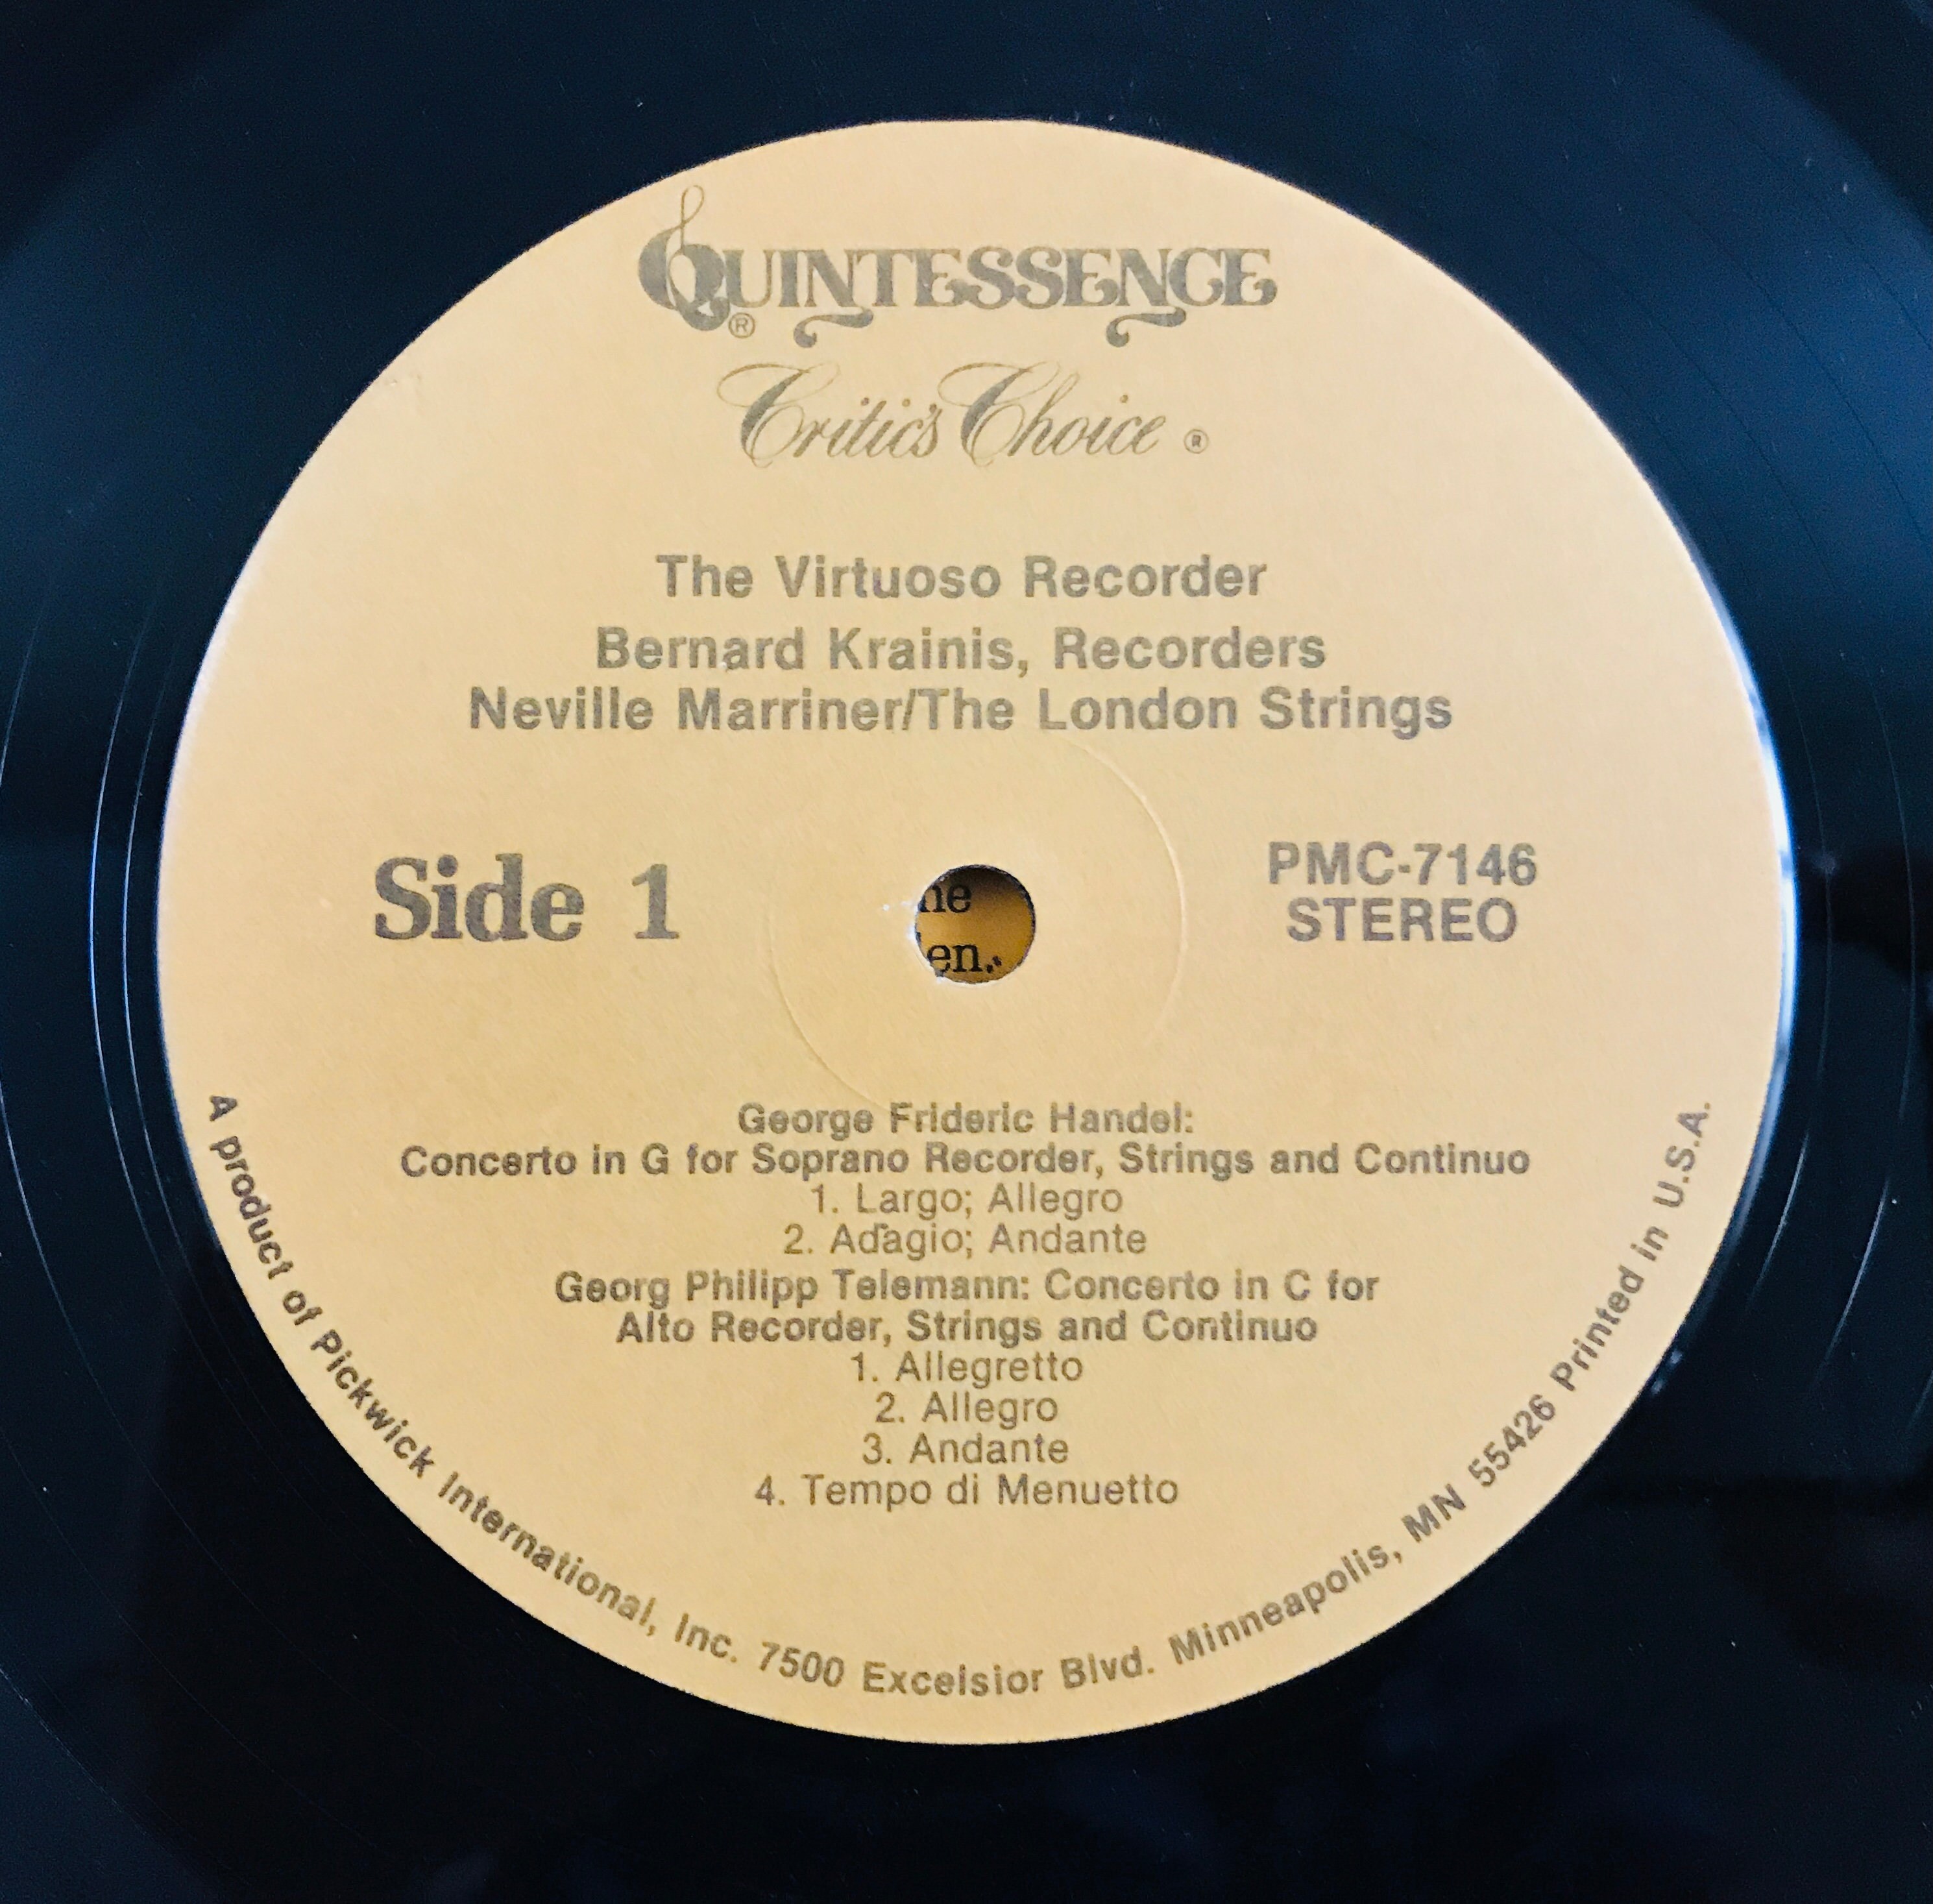 QUINTESSENCE®
Critic's Choice ®
The Virtuoso Recorder
Bernard Krainis, Recorders
Neville Marriner/The London Strings
Side 1
PMC-7146
STEREO
he
en.
George Frideric Handel:
Concerto in G for Soprano Recorder, Strings and Continuo
1. Largo; Allegro
2. Adagio; Andante
Georg Philipp Telemann: Concerto in C for
Alto Recorder, Strings and Continuo
1. Allegretto
2. Allegro
3. Andante
4. Tempo di Menuetto
A product of Pickwick International, Inc. 7500 Excelsior Blvd. Minneapolis, MN 55426 Printed in U.S.A.